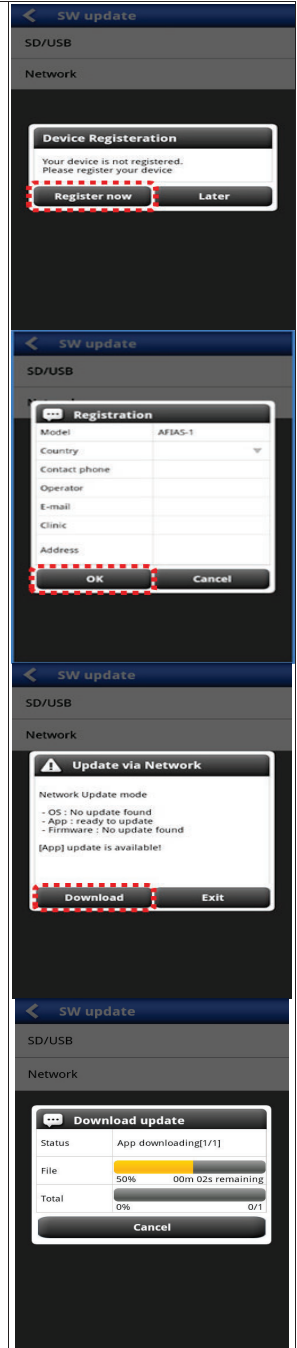 SW update
SD/USB
Network
Device Registeration
Your device is not registered.
Please register your device
Register now Later
SW update
SD/USB
Registration
Model AFIAS-1
Country
Contact phone
Operator
E-mail
Clinic
Address
OK Cancel
SW update
SD/USB
Network
Update via Network
Network Update mode
- OS : No update found
- App : ready to update
- Firmware : No update found
[App] update is available!
Download Exit
SW update
SD/USB
Network
Download update
Status App downloading[1/1]
File
50% 00m 02s remaining
Total
0% 0/1
Cancel